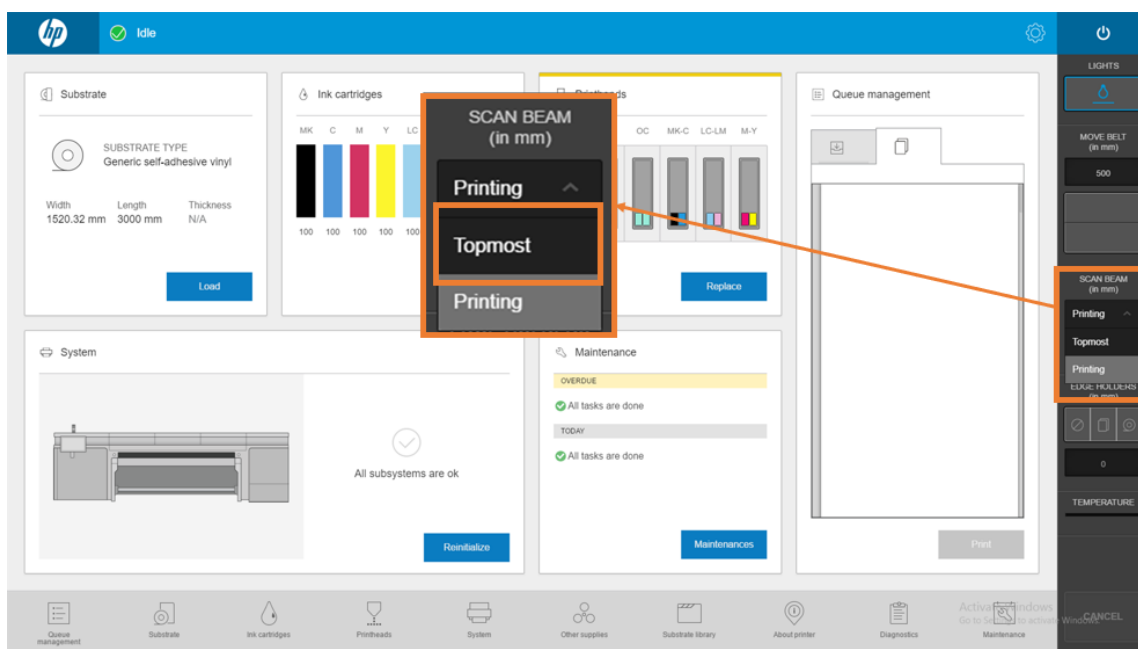 hp
Idle
Substrate
SUBSTRATE TYPE
Generic self-adhesive vinyl
Width
Length
Thickness
1520.32 mm
3000 mm
N/A
Load
Ink cartridges
MK
C
M
Y
LC
100
100
100
100
100
Printheads
OC
MK-C
LC-LM
M-Y
Replace
SCAN BEAM
(in mm)
Printing
Topmost
Printing
Queue management
Print
System
All subsystems are ok
Reinitialize
Maintenance
OVERDUE
All tasks are done
TODAY
All tasks are done
Maintenances
LIGHTS
MOVE BELT
(in mm)
500
SCAN BEAM
(in mm)
Printing
Topmost
Printing
EDGE HOLDERS
(in mm)
0
TEMPERATURE
CANCEL
Queue
management
Substrate
Ink cartridges
Printheads
System
Other supplies
Substrate library
About printer
Diagnostics
Maintenance